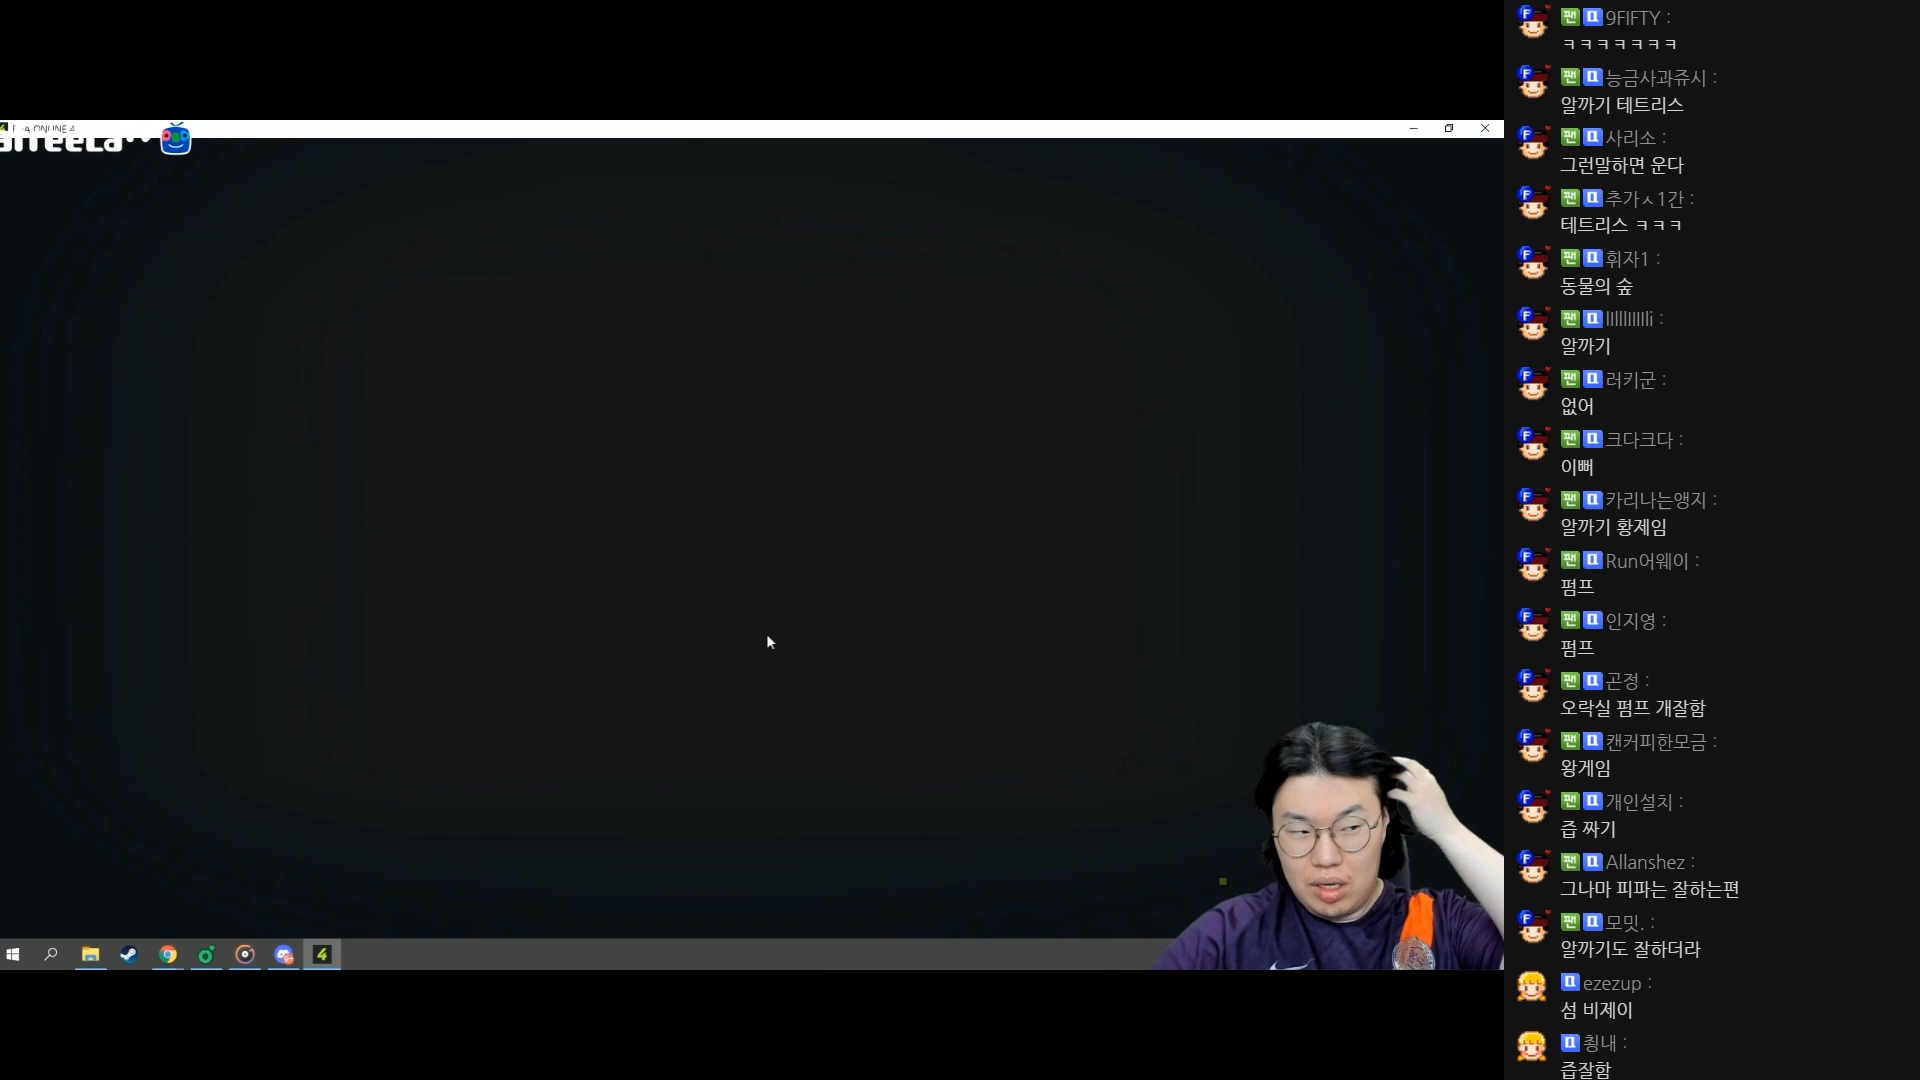 afreecaTV
9FIFTY :
ㅋㅋㅋㅋㅋㅋㅋ
능금사과쥬시 :
알까기 테트리스
사리소 :
그런말하면 운다
추가ㅅ1간 :
테트리스 ㅋㅋㅋ
휘자1 :
동물의 숲
알까기
러키군 :
없어
크다크다 :
이뻐
카리나는앵지 :
알까기 황제임
Run어웨이 :
펌프
인지영 :
펌프
곤정 :
오락실 펌프 개잘함
캔커피한모금 :
왕게임
개인설치 :
즙 짜기
Allanshez :
그나마 피파는 잘하는편
모밋. :
알까기도 잘하더라
ezezup :
섬 비제이
췽내 :
즙잘함